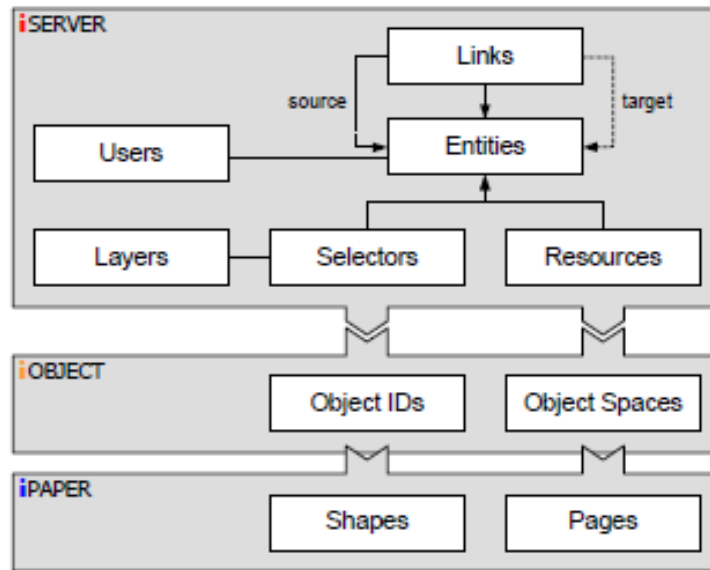 iSERVER
Links
source
target
Users
Entities
Layers
Selectors
Resources
iOBJECT
Object IDs
Object Spaces
iPAPER
Shapes
Pages